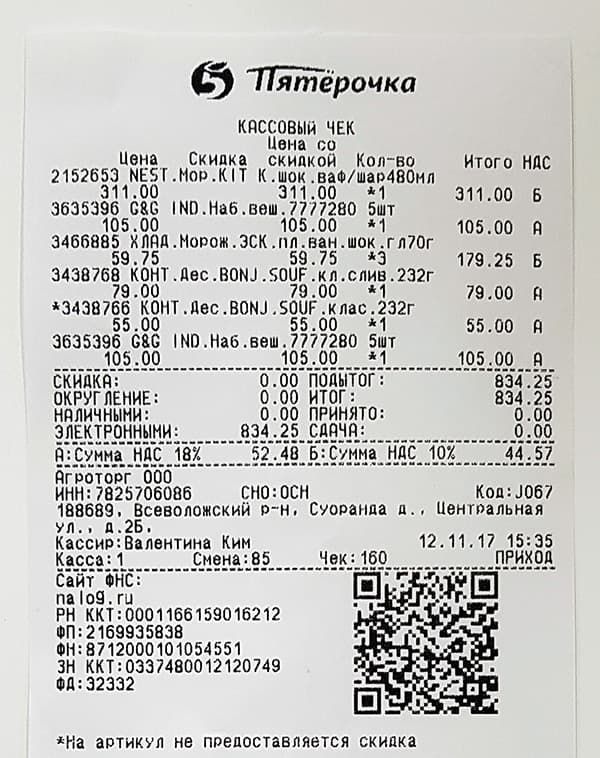 5 Пятёрочка
КАССОВЫЙ ЧЕК
Цена со
Цена Скидка скидкой Кол-во Итого НДС
2152653 NEST.Мор.KIT К.шок.ваф/шар480мл
311.00 311.00 *1 311.00 Б
3635396 G&G IND.Наб.веш.7777280 5шт
105.00 105.00 *1 105.00 А
3466885 ХЛАД.Морож.ЭСК.пл.ван.шок.гл70г
59.75 59.75 *3 179.25 Б
3438768 КОНТ.Дес.BONJ.SOUF.кл.слив.232г
79.00 79.00 *1 79.00 А
*3438766 КОНТ.Дес.BONJ.SOUF.клас.232г
55.00 55.00 *1 55.00 А
3635396 G&G IND.Наб.веш.7777280 5шт
105.00 105.00 *1 105.00 А
СКИДКА: 0.00 ПОДЫТОГ: 834.25
ОКРУГЛЕНИЕ: 0.00 ИТОГ: 834.25
НАЛИЧНЫМИ: 0.00 ПРИНЯТО: 0.00
ЭЛЕКТРОННЫМИ: 834.25 СДАЧА: 0.00
А:Сумма НДС 18% 52.48 Б:Сумма НДС 10% 44.57
Агроторг ООО
ИНН:7825706086 СНО:ОСН Код:J067
188689, Всеволожский р-н, Суоранда д., Центральная
ул., д.2Б,
Кассир:Валентина Ким 12.11.17 15:35
Касса:1 Смена:85 Чек:160 ПРИХОД
Сайт ФНС:
nalog.ru
РН ККТ:0001166159016212
ФП:2169935838
ФН:8712000101054551
ЗН ККТ:0337480012120749
ФД:32332
*На артикул не предоставляется скидка